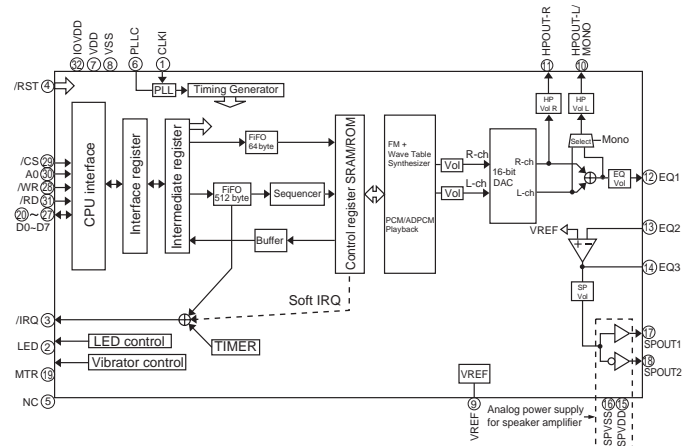 IOVDD
VDD
VSS
PLLC
CLKI
HPOUT-R
HPOUT-L/
MONO
32
7
8
6
1
11
10
/RST 4
PLL
Timing Generator
HP
Vol R
HP
Vol L
Select
Mono
CPU interface
Interface register
Intermediate register
FiFO
64byte
FiFO
512 byte
Sequencer
Buffer
Control register SRAM/ROM
FM +
Wave Table
Synthesizer
PCM/ADPCM
Playback
R-ch
Vol
L-ch
Vol
16-bit
DAC
R-ch
L-ch
EQ
Vol
12 EQ1
/CS 29
A0 30
/WR 28
/RD 31
20~27
D0~D7
VREF
+ −
13 EQ2
14 EQ3
SP
Vol
Soft IRQ
/IRQ 3
TIMER
LED 2
LED control
Vibrator control
MTR 19
NC 5
17
SPOUT1
18
SPOUT2
VREF
9
VREF
Analog power supply
for speaker amplifier
16 15
SPVSS
SPVDD